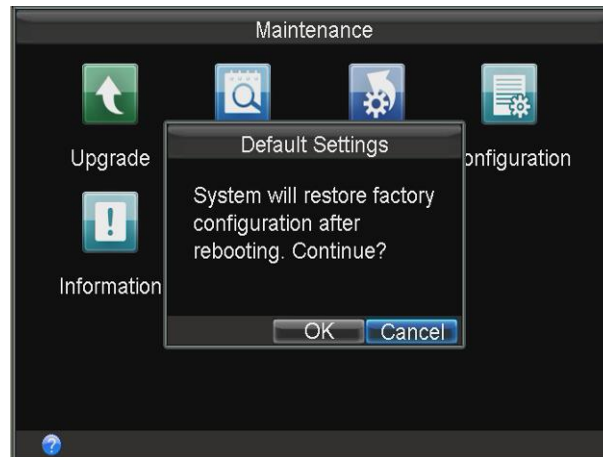 Maintenance
Upgrade
onfiguration
Default Settings
System will restore factory
configuration after
rebooting. Continue?
Information
OK Cancel